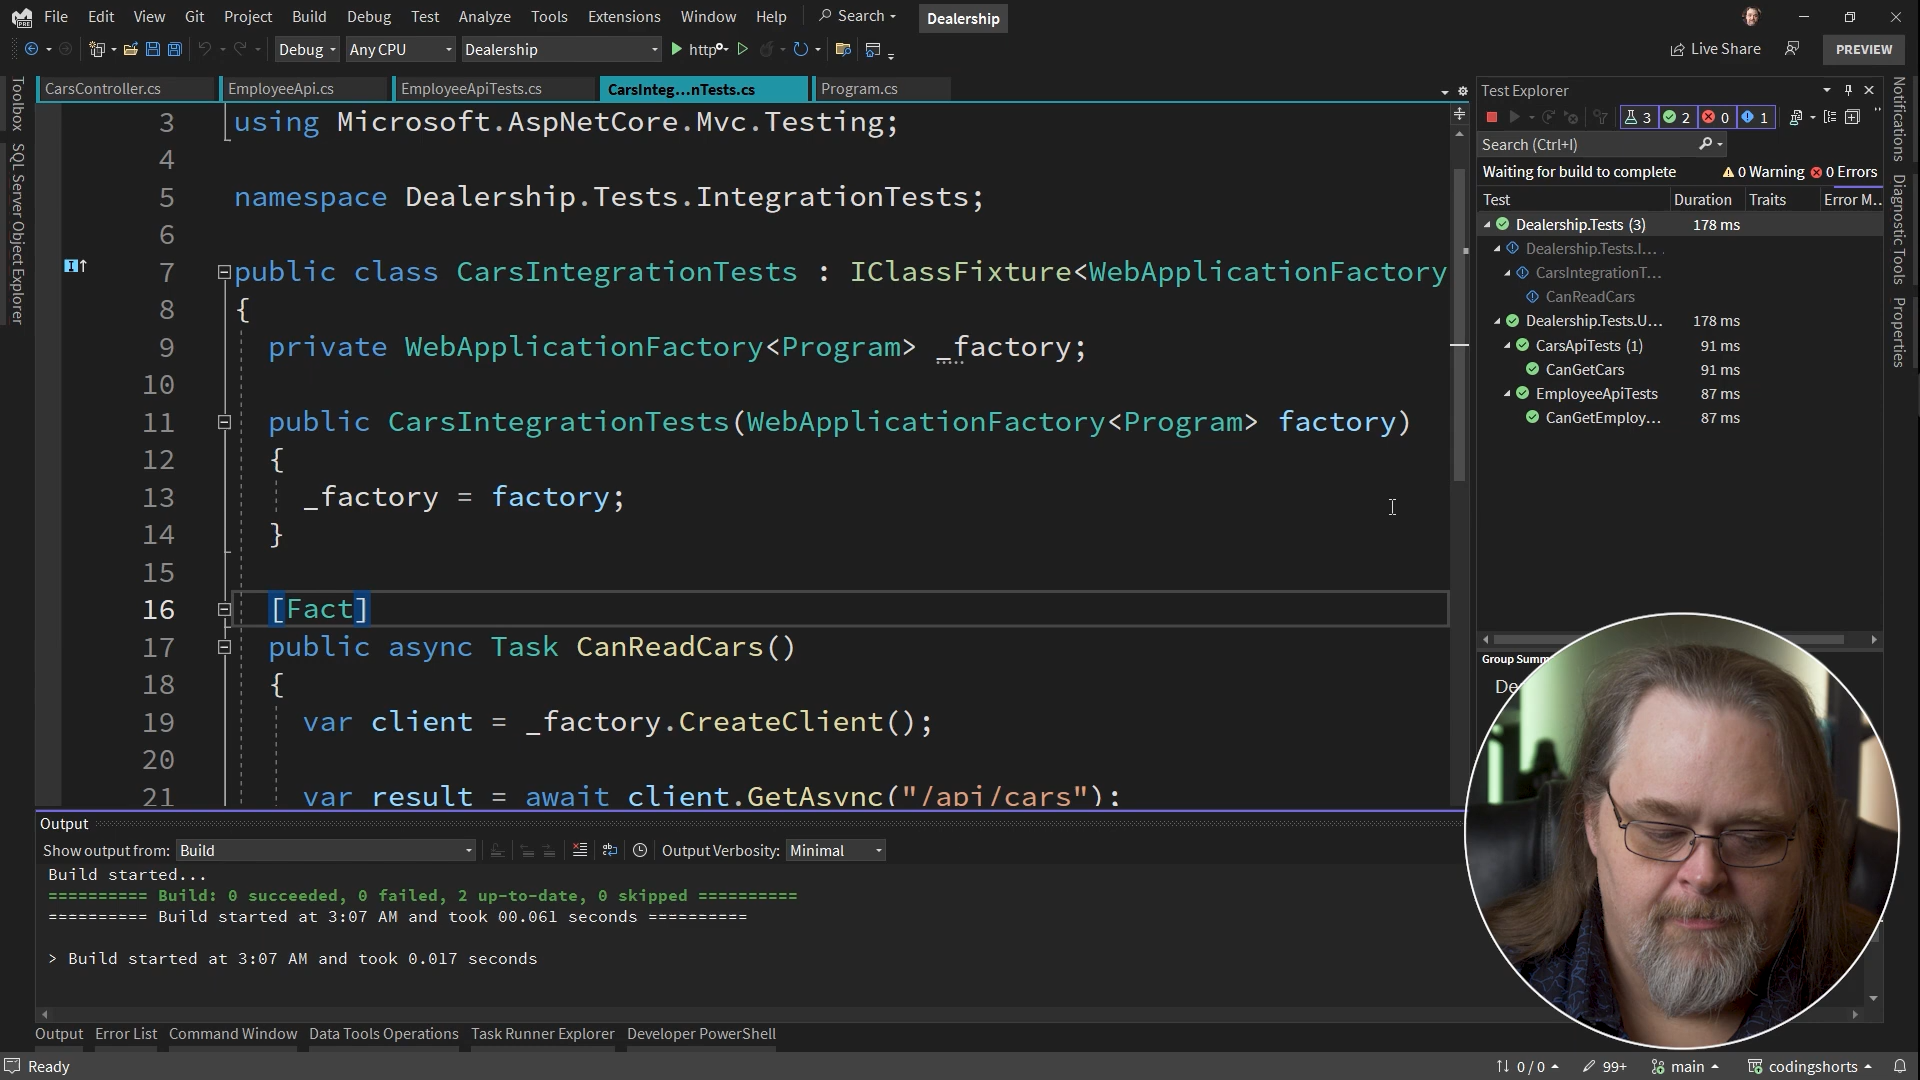 File Edit View Git Project Build Debug Test Analyze Tools Extensions Window Help Search Dealership
Debug Any CPU Dealership http Live Share PREVIEW
CarsController.cs EmployeeApi.cs EmployeeApiTests.cs CarsInteg...nTests.cs Program.cs
Toolbox
SQL Server Object Explorer
3 using Microsoft.AspNetCore.Mvc.Testing;
4
5 namespace Dealership.Tests.IntegrationTests;
6
7 public class CarsIntegrationTests : IClassFixture<WebApplicationFactory
8 {
9 private WebApplicationFactory<Program> _factory;
10
11 public CarsIntegrationTests(WebApplicationFactory<Program> factory)
12 {
13 _factory = factory;
14 }
15
16 [Fact]
17 public async Task CanReadCars()
18 {
19 var client = _factory.CreateClient();
20
21 var result = await client.GetAsync("/api/cars");
Test Explorer
3 2 0 1
Search (Ctrl+I)
Waiting for build to complete 0 Warning 0 Errors
Test Duration Traits Error M...
Dealership.Tests (3) 178 ms
Dealership.Tests.I...
CarsIntegrationT...
CanReadCars
Dealership.Tests.U... 178 ms
CarsApiTests (1) 91 ms
CanGetCars 91 ms
EmployeeApiTests 87 ms
CanGetEmploy... 87 ms
Group Summ
De
Notifications
Diagnostic Tools
Properties
Output
Show output from: Build Output Verbosity: Minimal
Build started...
========== Build: 0 succeeded, 0 failed, 2 up-to-date, 0 skipped ==========
========== Build started at 3:07 AM and took 00.061 seconds ==========
> Build started at 3:07 AM and took 0.017 seconds
Output Error List Command Window Data Tools Operations Task Runner Explorer Developer PowerShell
Ready 0 / 0 99+ main codingshorts